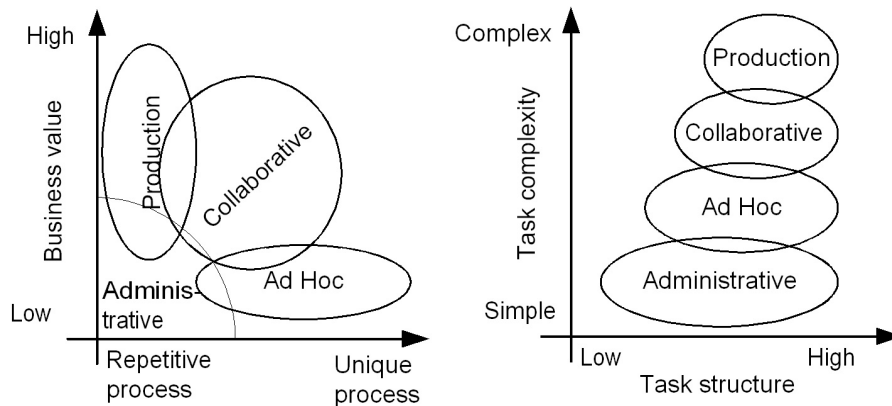 High
Business value
Production
Collaborative
Ad Hoc
Adminis-
trative
Low
Repetitive
process
Unique
process
Complex
Task complexity
Production
Collaborative
Ad Hoc
Administrative
Simple
Low
High
Task structure